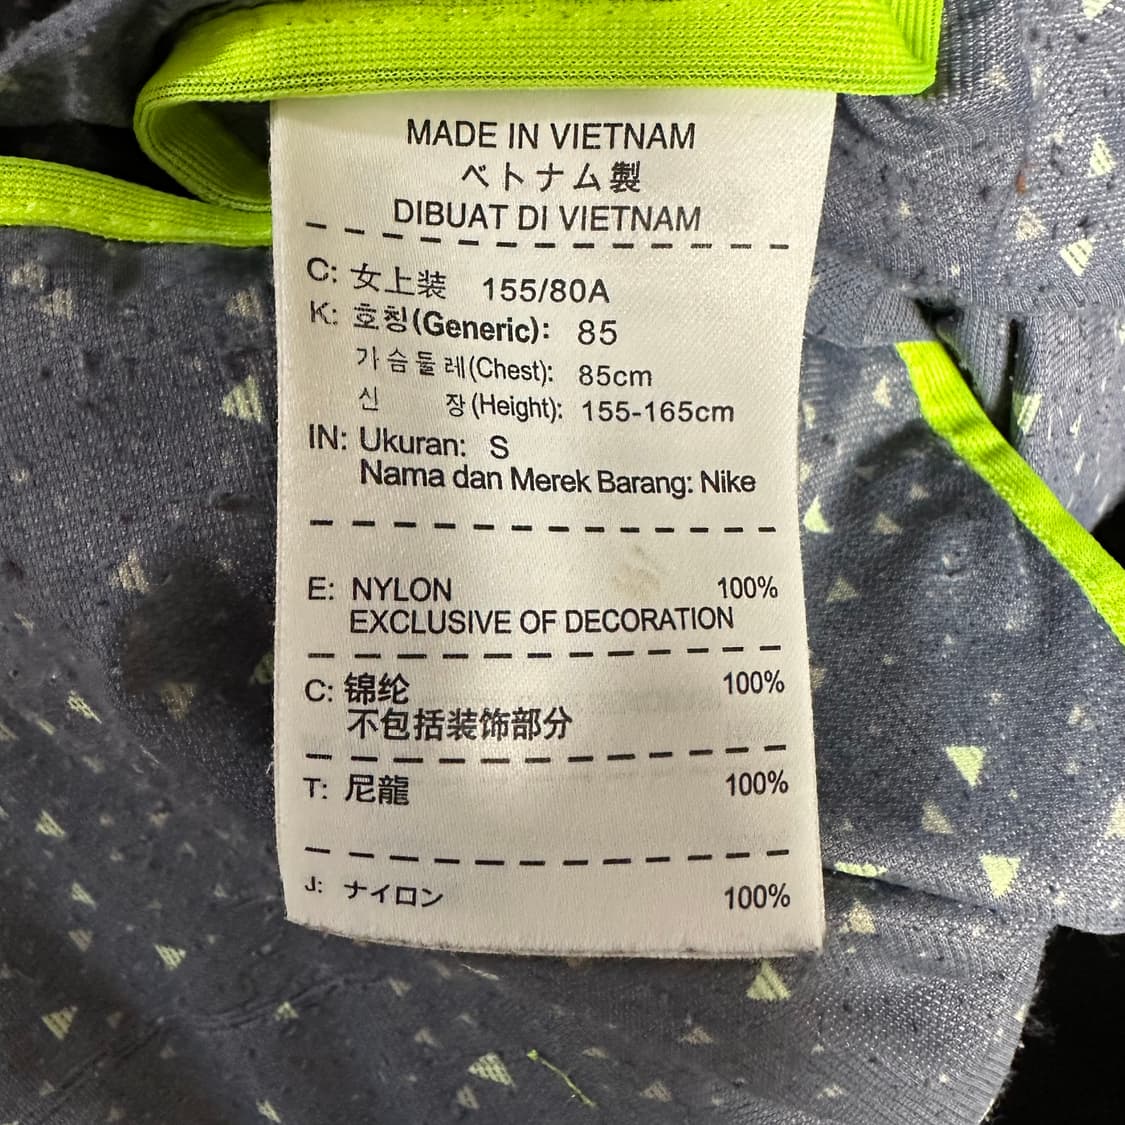 MADE IN VIETNAM
ベトナム製
DIBUAT DI VIETNAM
C: 女上装 155/80A
K: 호칭(Generic): 85
가슴둘레(Chest): 85cm
신 장(Height): 155-165cm
IN: Ukuran: S
Nama dan Merek Barang: Nike
E: NYLON 100%
EXCLUSIVE OF DECORATION
C: 锦纶 100%
不包括装饰部分
T: 尼龍 100%
J: ナイロン 100%